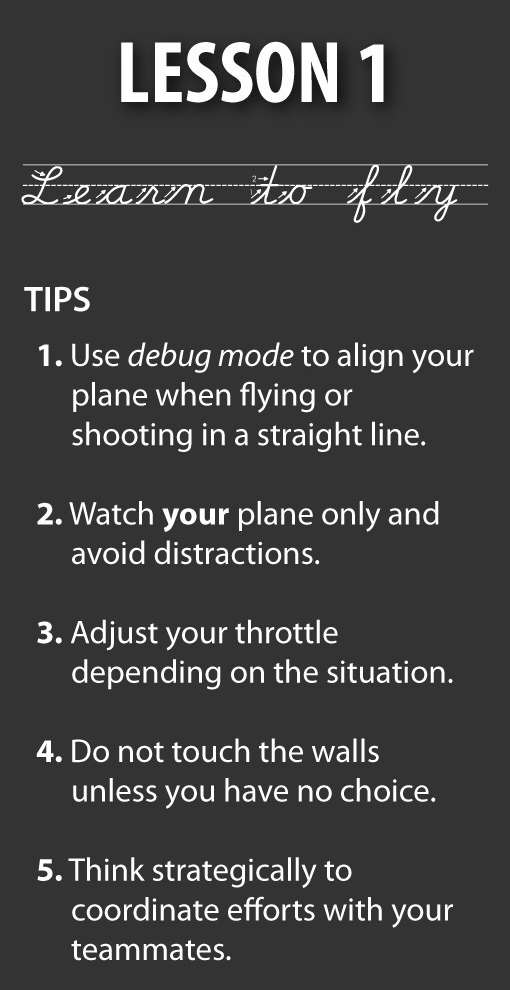 LESSON 1
Learn to fly
TIPS
1. Use debug mode to align your
plane when flying or
shooting in a straight line.
2. Watch your plane only and
avoid distractions.
3. Adjust your throttle
depending on the situation.
4. Do not touch the walls
unless you have no choice.
5. Think strategically to
coordinate efforts with your
teammates.